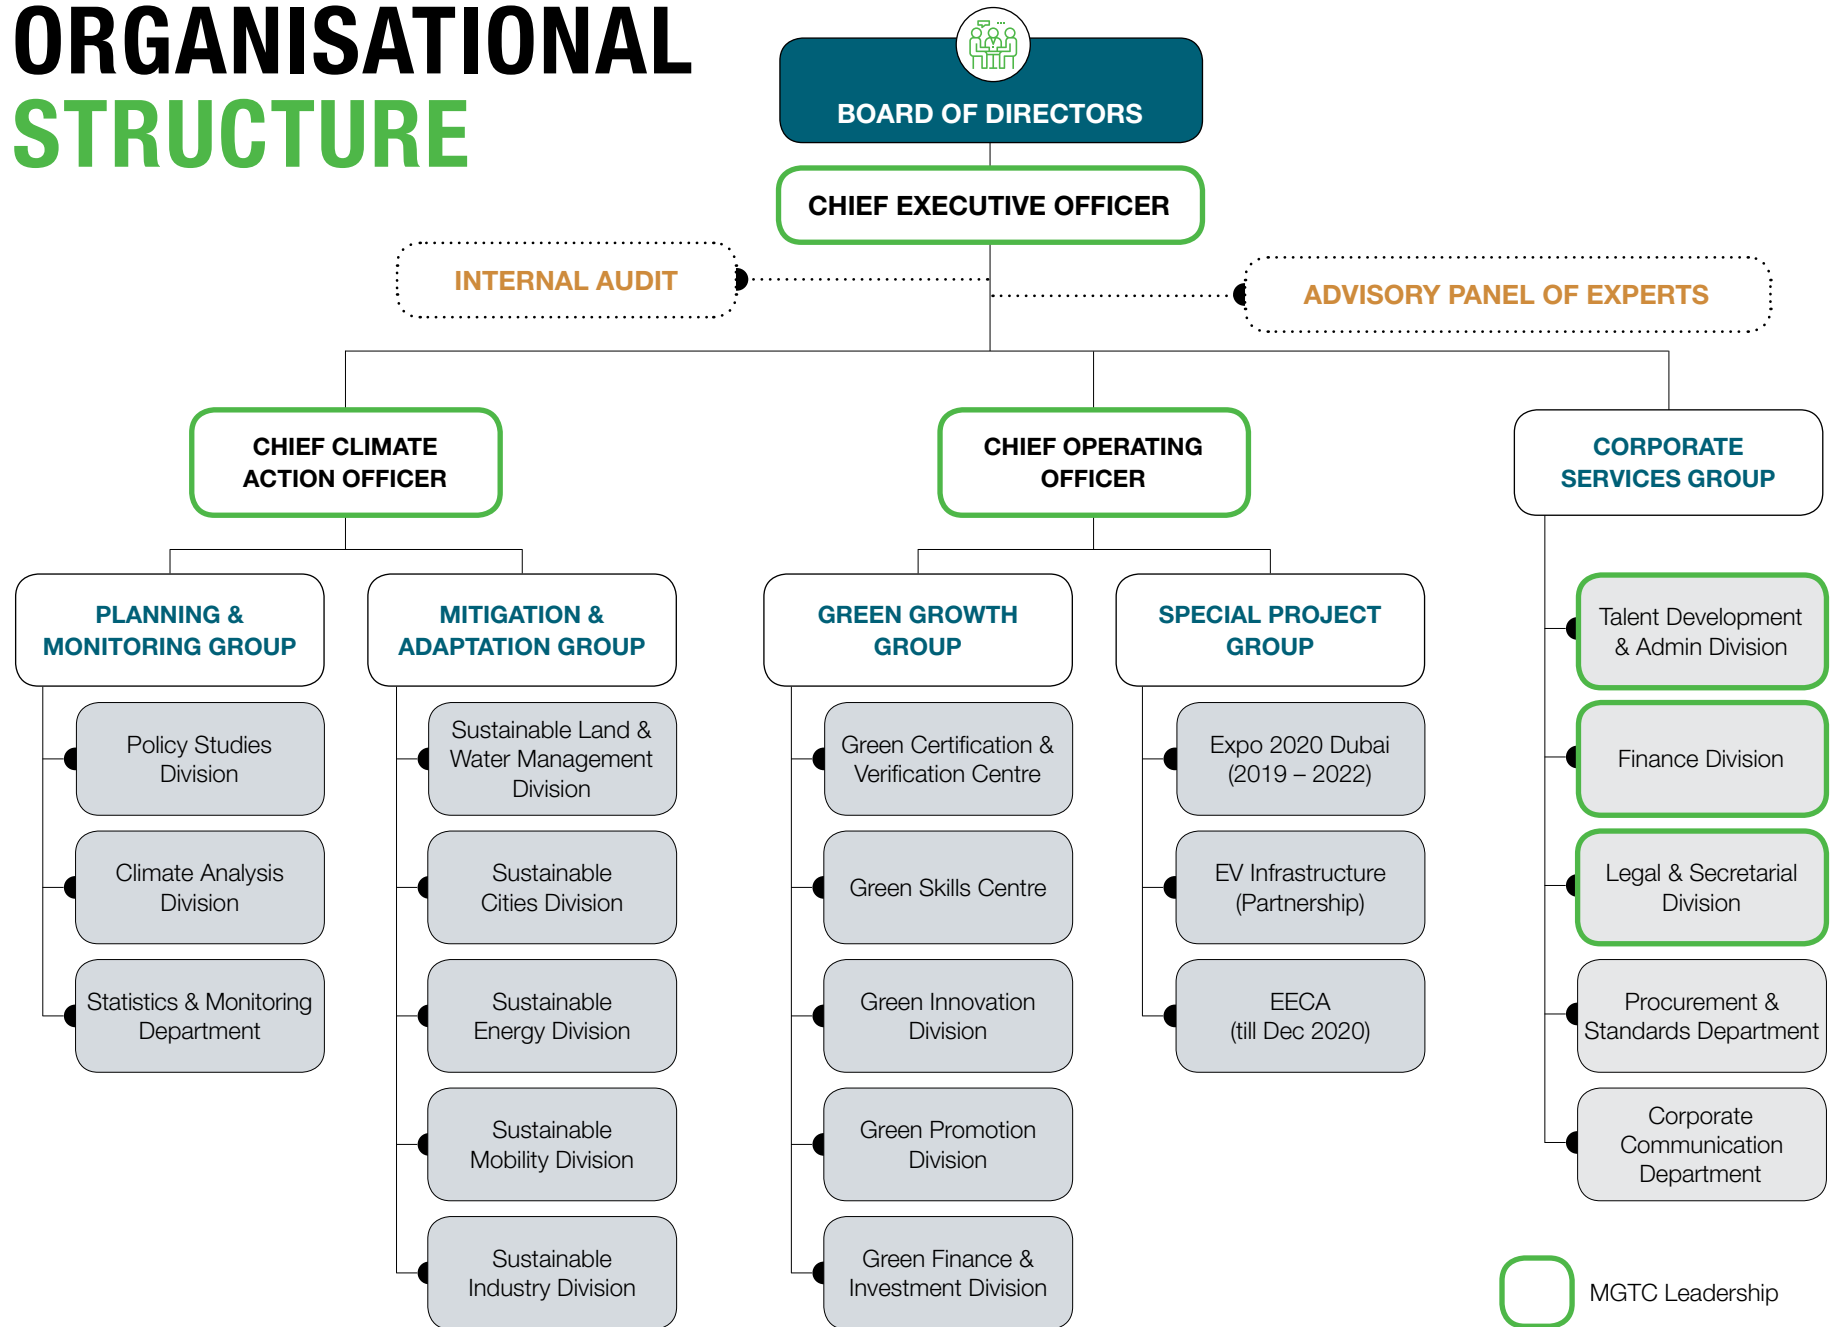 ORGANISATIONAL
STRUCTURE
BOARD OF DIRECTORS
CHIEF EXECUTIVE OFFICER
INTERNAL AUDIT
ADVISORY PANEL OF EXPERTS
CHIEF CLIMATE
ACTION OFFICER
CHIEF OPERATING
OFFICER
CORPORATE
SERVICES GROUP
PLANNING &
MONITORING GROUP
Policy Studies
Division
Climate Analysis
Division
Statistics & Monitoring
Department
MITIGATION &
ADAPTATION GROUP
Sustainable Land &
Water Management
Division
Sustainable
Cities Division
Sustainable
Energy Division
Sustainable
Mobility Division
Sustainable
Industry Division
GREEN GROWTH
GROUP
Green Certification &
Verification Centre
Green Skills Centre
Green Innovation
Division
Green Promotion
Division
Green Finance &
Investment Division
SPECIAL PROJECT
GROUP
Expo 2020 Dubai
(2019 – 2022)
EV Infrastructure
(Partnership)
EECA
(till Dec 2020)
Talent Development
& Admin Division
Finance Division
Legal & Secretarial
Division
Procurement &
Standards Department
Corporate
Communication
Department
MGTC Leadership